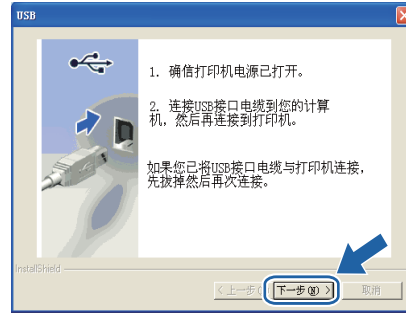 USB
1. 确信打印机电源已打开。
2. 连接USB接口电缆到您的计算
机，然后再连接到打印机。
如果您已将USB接口电缆与打印机连接，
先拔掉然后再次连接。
InstallShield
< 上一步(
下一步(N) >
取消